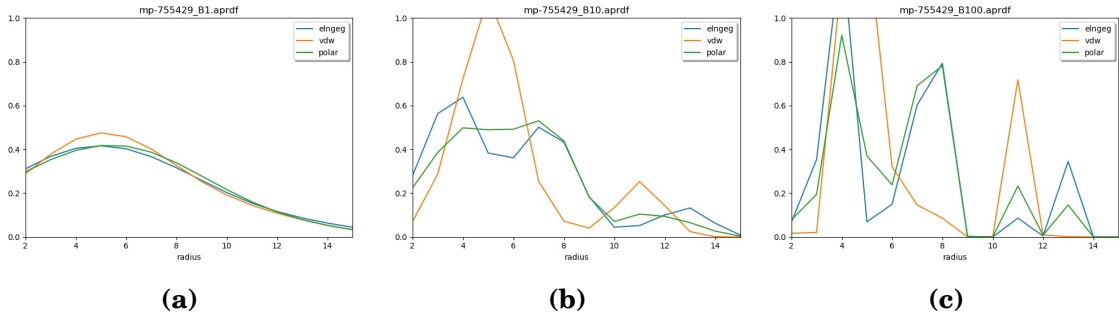 mp-755429_B1.aprdf
1.0
0.8
0.6
0.4
0.2
0.0
2 4 6 8 10 12 14
radius
elngeg
vdw
polar
(a)
mp-755429_B10.aprdf
1.0
0.8
0.6
0.4
0.2
0.0
2 4 6 8 10 12 14
radius
elngeg
vdw
polar
(b)
mp-755429_B100.aprdf
1.0
0.8
0.6
0.4
0.2
0.0
2 4 6 8 10 12 14
radius
elngeg
vdw
polar
(c)